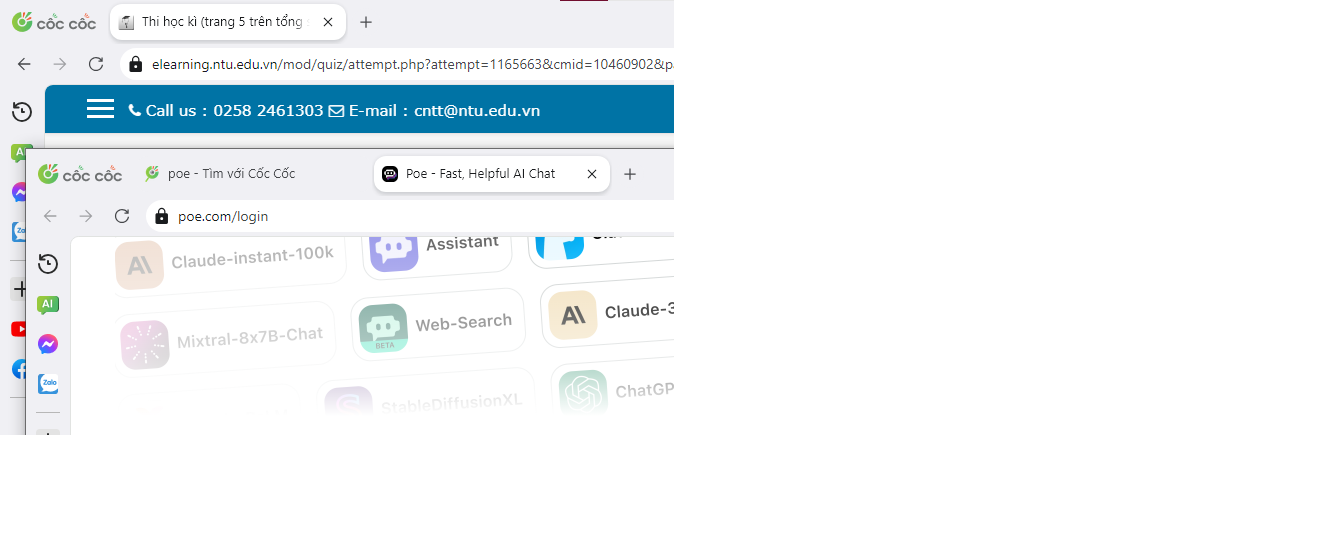 cốc cốc
Thi học kì (trang 5 trên tổng
elearning.ntu.edu.vn/mod/quiz/attempt.php?attempt=1165663&cmid=10460902&p
Call us : 0258 2461303 E-mail : cntt@ntu.edu.vn
AI
cốc cốc
poe - Tìm với Cốc Cốc
Poe - Fast, Helpful AI Chat
Zalo
poe.com/login
Claude-instant-100k
Assistant
AI
Mixtral-8x7B-Chat
BETA
Web-Search
Claude-3
Zalo
StableDiffusionXL
ChatGP